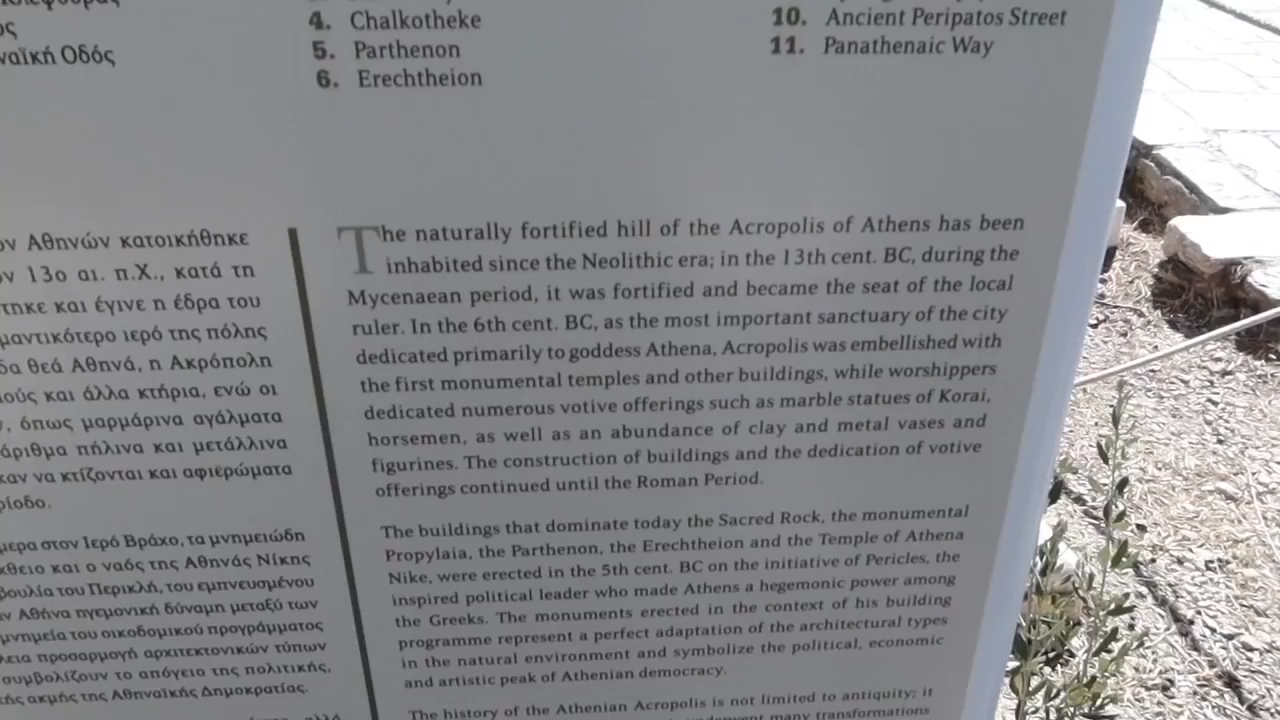 ναϊκή Οδός
4. Chalkotheke
5. Parthenon
6. Erechtheion
10. Ancient Peripatos Street
11. Panathenaic Way
ων Αθηνών κατοικήθηκε
ον 13ο αι. π.Χ., κατά τη
τηκε και έγινε η έδρα του
μαντικότερο ιερό της πόλης
δα θεά Αθηνά, η Ακρόπολη
ούς και άλλα κτήρια, ενώ οι
, όπως μαρμάρινα αγάλματα
άριθμα πήλινα και μετάλλινα
καν να κτίζονται και αφιερώματα
ρίοδο.
μερα στον Ιερό Βράχο, τα μνημειώδη
χθειο και ο ναός της Αθηνάς Νίκης
βουλία του Περικλή, του εμπνευσμένου
ν Αθήνα ηγεμονική δύναμη μεταξύ των
μνημεία του οικοδομικού προγράμματος
λεια προσαρμογή αρχιτεκτονικών τύπων
συμβολίζουν το απόγειο της πολιτικής,
κής ακμής της Αθηναϊκής Δημοκρατίας.
The naturally fortified hill of the Acropolis of Athens has been
inhabited since the Neolithic era; in the 13th cent. BC, during the
Mycenaean period, it was fortified and became the seat of the local
ruler. In the 6th cent. BC, as the most important sanctuary of the city
dedicated primarily to goddess Athena, Acropolis was embellished with
the first monumental temples and other buildings, while worshippers
dedicated numerous votive offerings such as marble statues of Korai,
horsemen, as well as an abundance of clay and metal vases and
figurines. The construction of buildings and the dedication of votive
offerings continued until the Roman Period.
The buildings that dominate today the Sacred Rock, the monumental
Propylaia, the Parthenon, the Erechtheion and the Temple of Athena
Nike, were erected in the 5th cent. BC on the initiative of Pericles, the
inspired political leader who made Athens a hegemonic power among
the Greeks. The monuments erected in the context of his building
programme represent a perfect adaptation of the architectural types
in the natural environment and symbolize the political, economic
and artistic peak of Athenian democracy.
The history of the Athenian Acropolis is not limited to antiquity; it
underwent many transformations